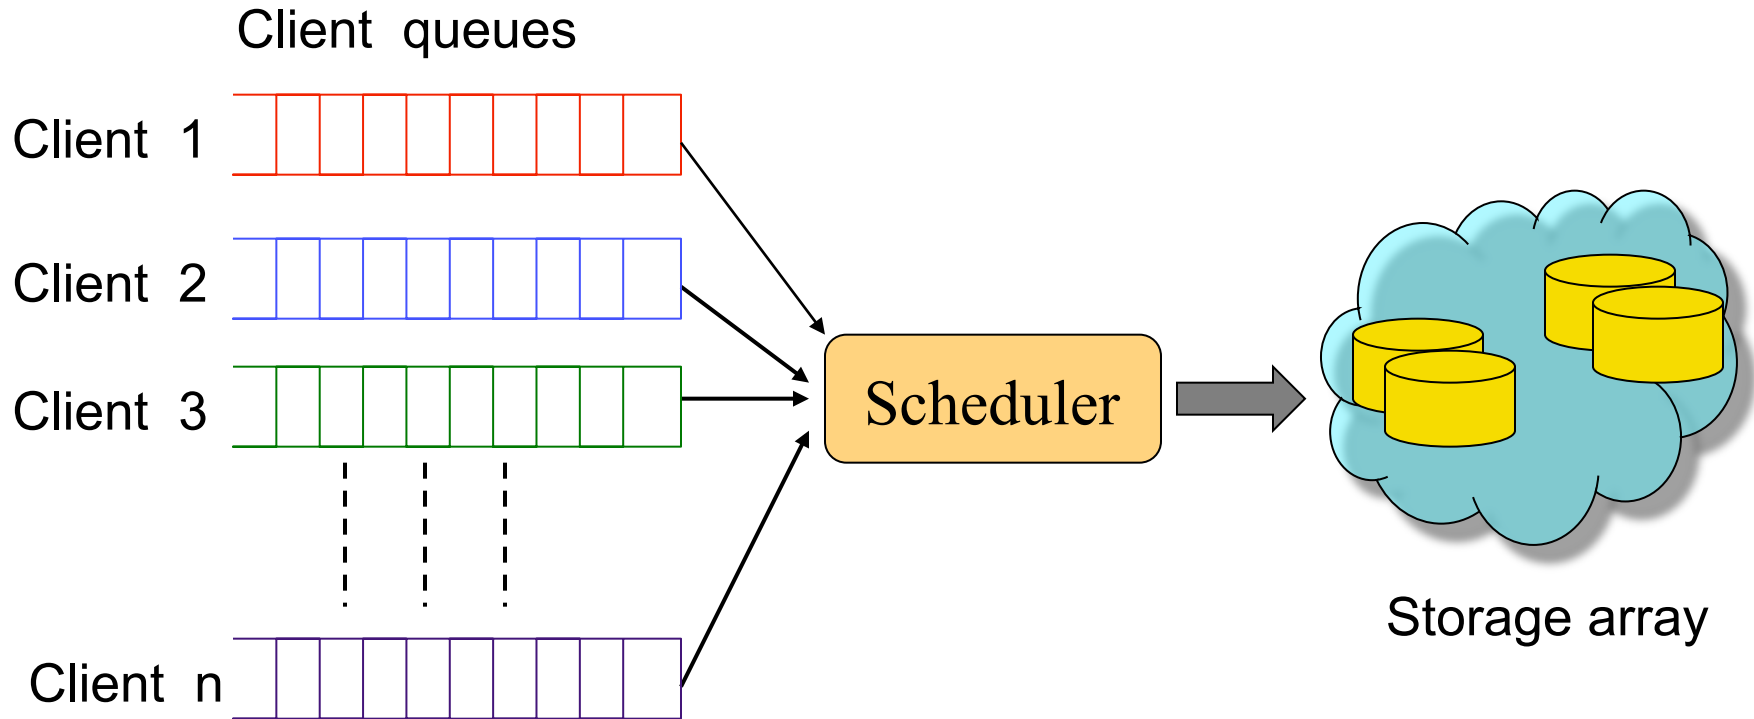 Client queues
Client 1
Client 2
Client 3
Scheduler
Storage array
Client n